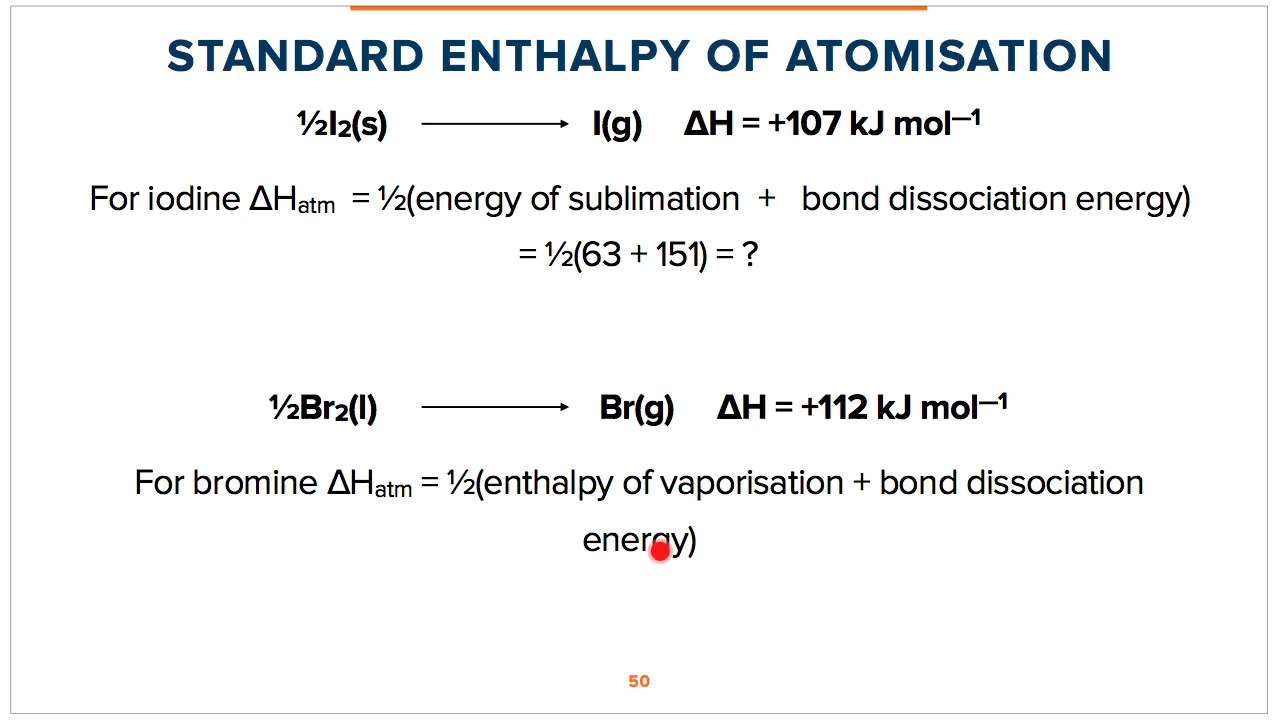 STANDARD ENTHALPY OF ATOMISATION
½I₂(s) ⟶ I(g) ΔH = +107 kJ mol⁻¹
For iodine ΔHatm = ½(energy of sublimation + bond dissociation energy)
= ½(63 + 151) = ?
½Br₂(l) ⟶ Br(g) ΔH = +112 kJ mol⁻¹
For bromine ΔHatm = ½(enthalpy of vaporisation + bond dissociation
energy)
50